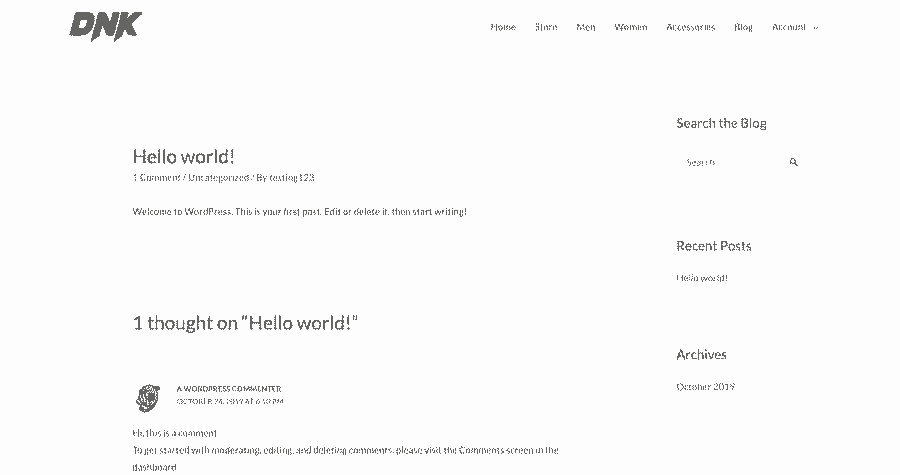 DNK
Home Store Men Women Accessories Blog Account
Search the Blog
Search
Hello world!
1 Comment / Uncategorized / By testing123
Welcome to WordPress. This is your first post. Edit or delete it, then start writing!
Recent Posts
Hello world!
1 thought on “Hello world!”
Archives
October 2019
A WORDPRESS COMMENTER
OCTOBER 24, 2019 AT
Hi, this is a comment.
To get started with moderating, editing, and deleting comments, please visit the Comments screen in the
dashboard.